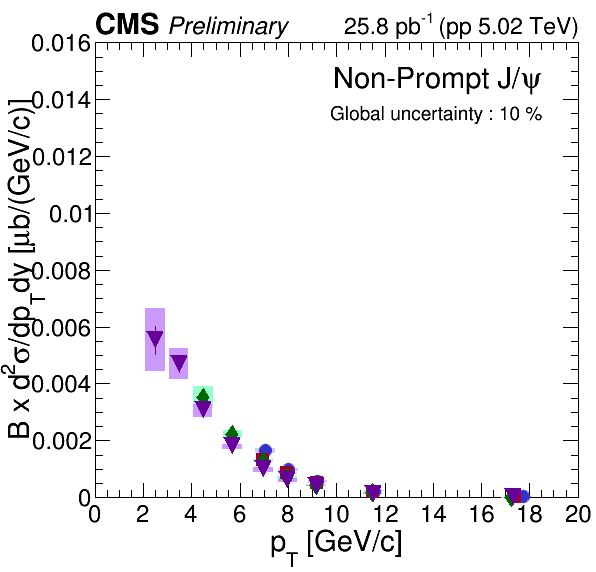 CMS Preliminary 25.8 pb⁻¹ (pp 5.02 TeV)
Non-Prompt J/ψ
Global uncertainty : 10 %
B x d²σ/dp_T dy [μb/(GeV/c)]
0.016
0.014
0.012
0.01
0.008
0.006
0.004
0.002
0
0 2 4 6 8 10 12 14 16 18 20
p_T [GeV/c]